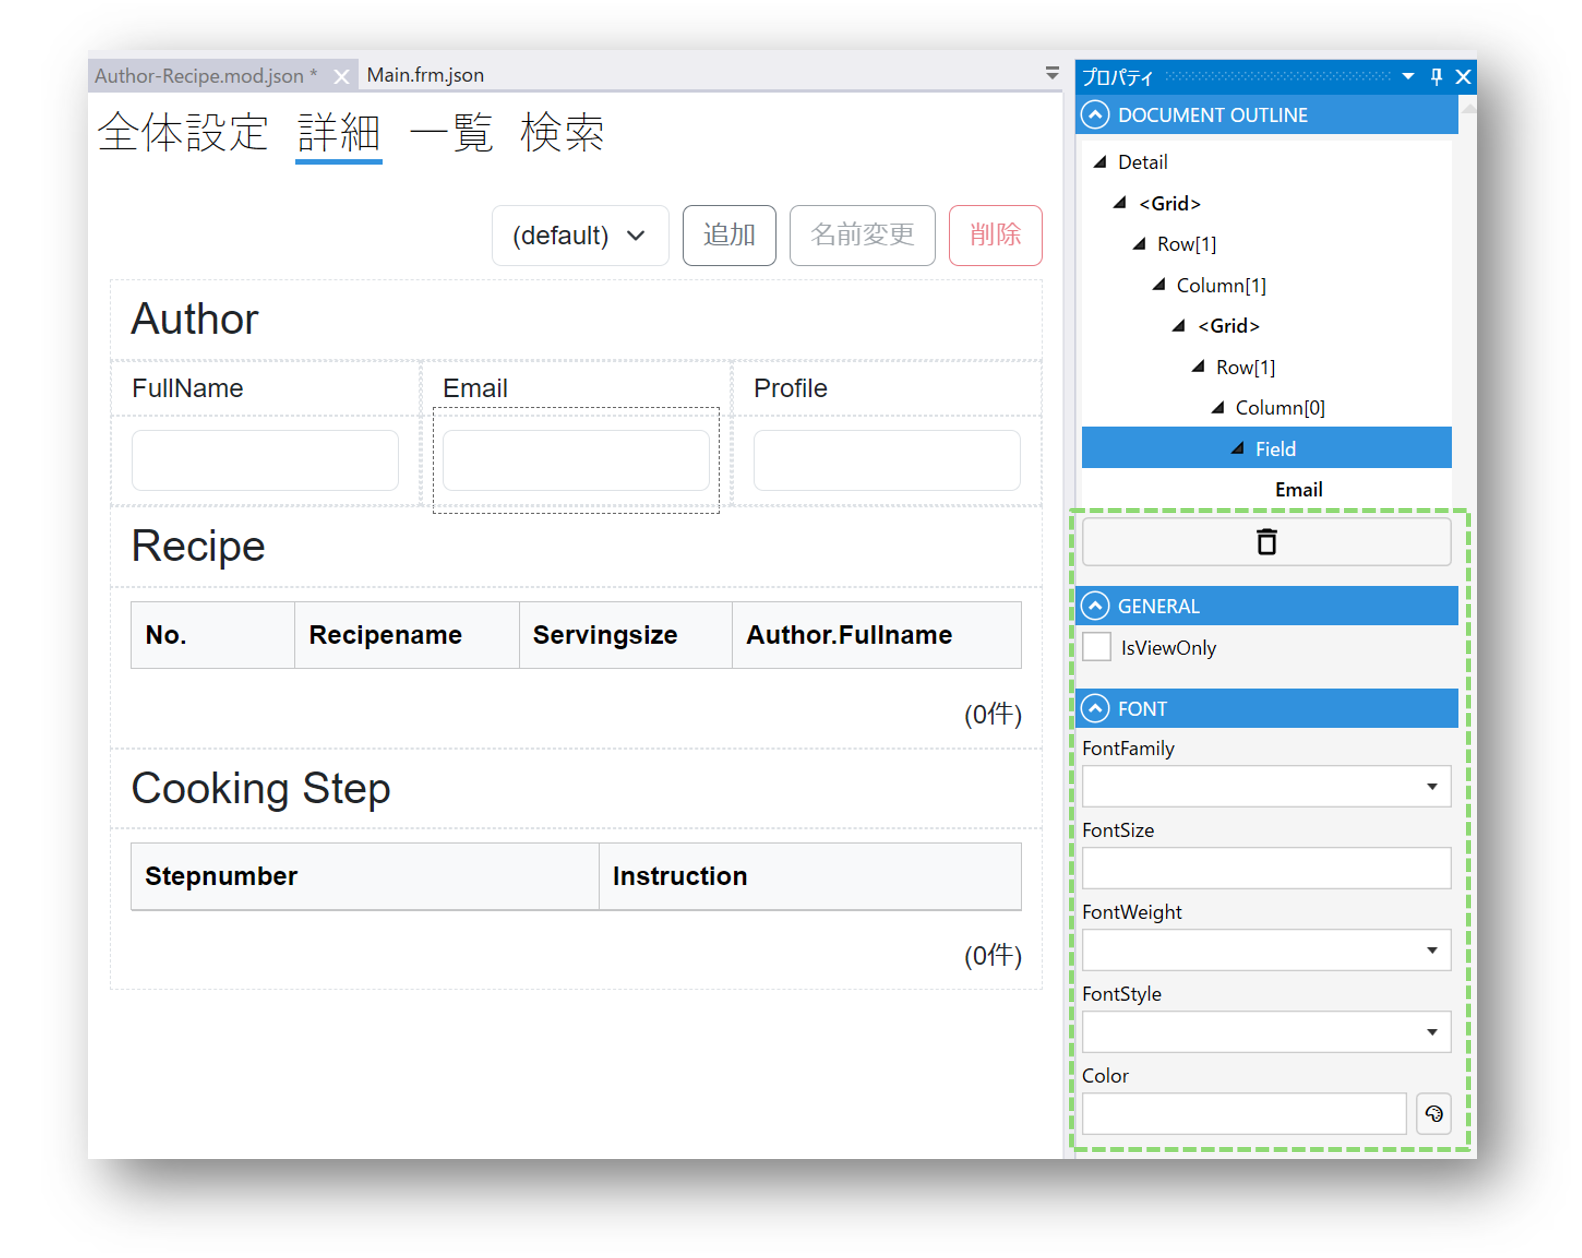 Author-Recipe.mod.json *
Main.frm.json
全体設定 詳細 一覧 検索
(default)
追加
名前変更
削除
Author
FullName
Email
Profile
Recipe
No. Recipename Servingsize Author.Fullname
(0件)
Cooking Step
Stepnumber Instruction
(0件)
プロパティ
DOCUMENT OUTLINE
Detail
<Grid>
Row[1]
Column[1]
<Grid>
Row[1]
Column[0]
Field
Email
GENERAL
IsViewOnly
FONT
FontFamily
FontSize
FontWeight
FontStyle
Color